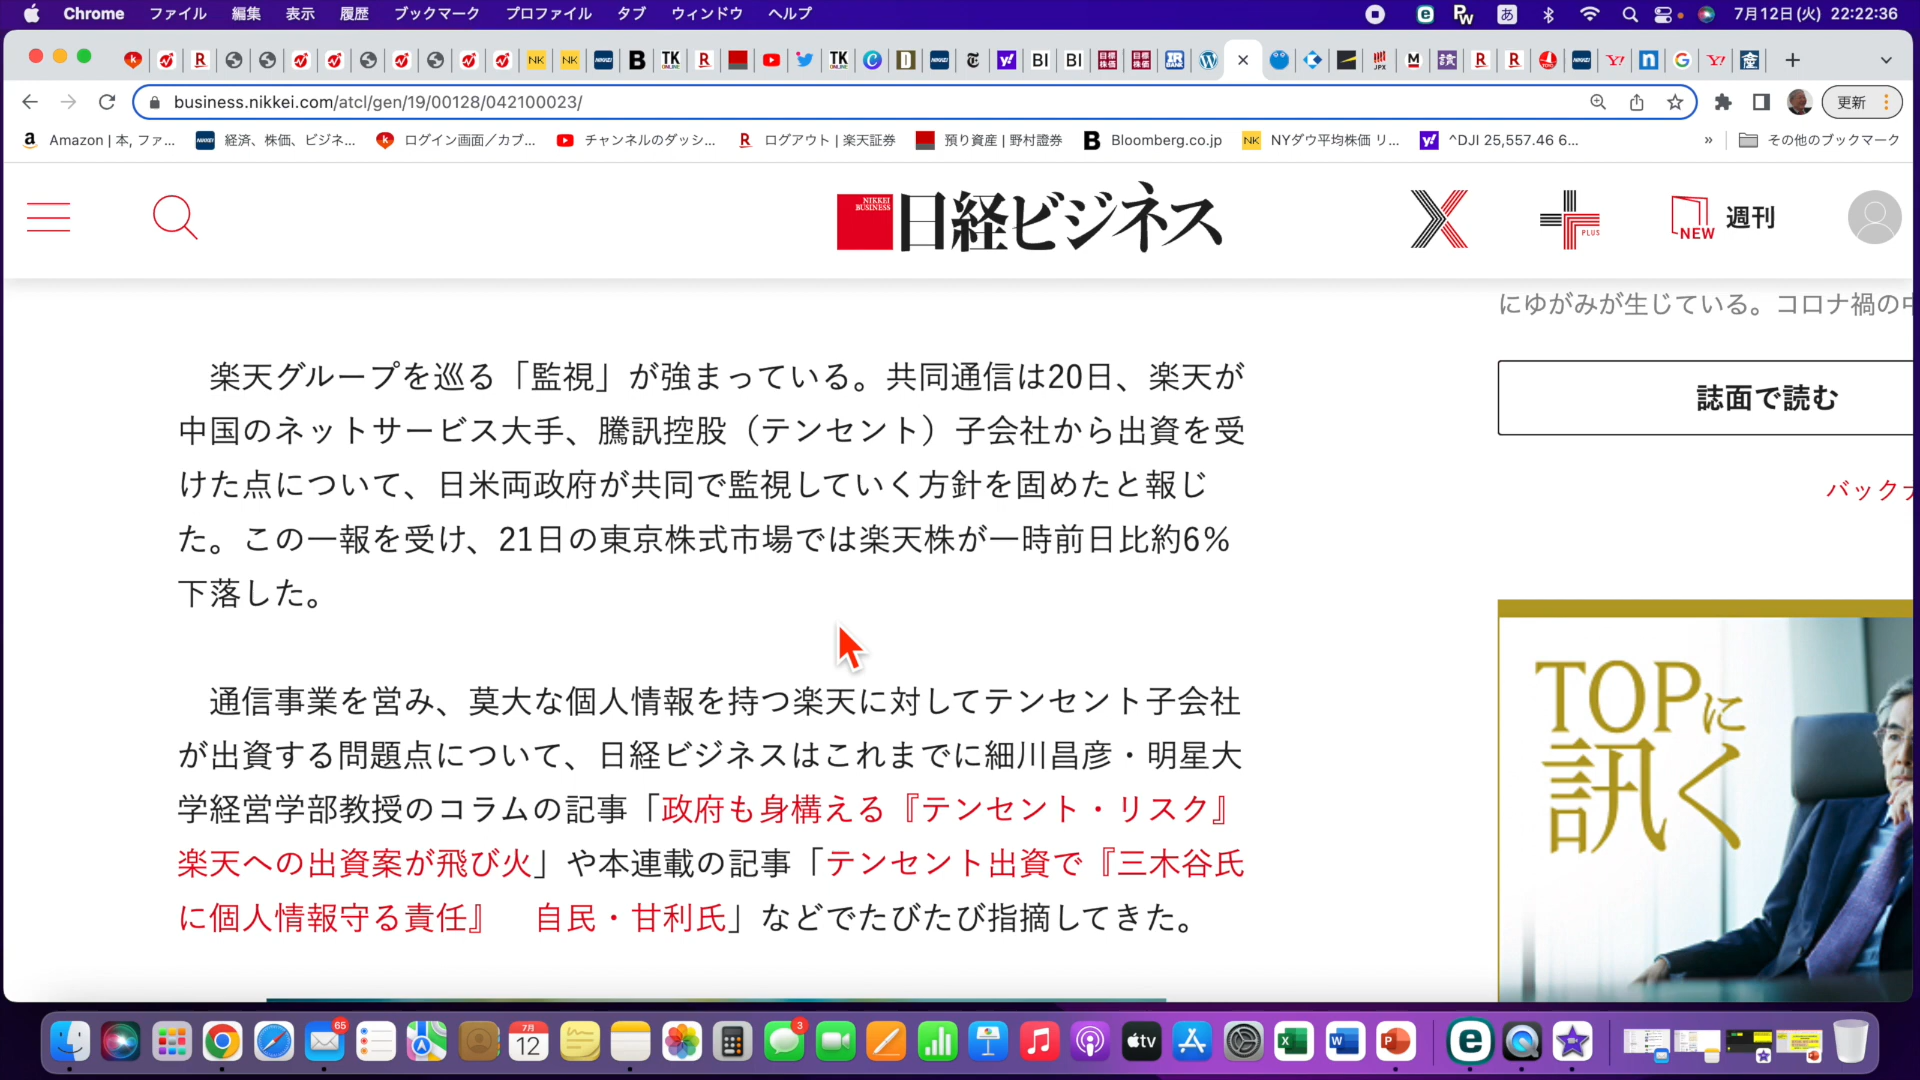 Chrome ファイル 編集 表示 履歴 ブックマーク プロファイル タブ ウィンドウ ヘルプ
あ 7月12日(火) 22:22:36
business.nikkei.com/atcl/gen/19/00128/042100023/
更新
Amazon | 本, ファ... 経済、株価、ビジネ... ログイン画面／カブ... チャンネルのダッシ... ログアウト | 楽天証券 預り資産 | 野村證券 Bloomberg.co.jp NYダウ平均株価 リ... ^DJI 25,557.46 6... » その他のブックマーク
NIKKEI BUSINESS 日経ビジネス PLUS NEW 週刊
にゆがみが生じている。コロナ禍の中
誌面で読む
バックナ
楽天グループを巡る「監視」が強まっている。共同通信は20日、楽天が
中国のネットサービス大手、騰訊控股（テンセント）子会社から出資を受
けた点について、日米両政府が共同で監視していく方針を固めたと報じ
た。この一報を受け、21日の東京株式市場では楽天株が一時前日比約6％
下落した。
通信事業を営み、莫大な個人情報を持つ楽天に対してテンセント子会社
が出資する問題点について、日経ビジネスはこれまでに細川昌彦・明星大
学経営学部教授のコラムの記事「政府も身構える『テンセント・リスク』
楽天への出資案が飛び火」や本連載の記事「テンセント出資で『三木谷氏
に個人情報守る責任』　自民・甘利氏」などでたびたび指摘してきた。
TOPに
訊く
65
7月
12
3
tv